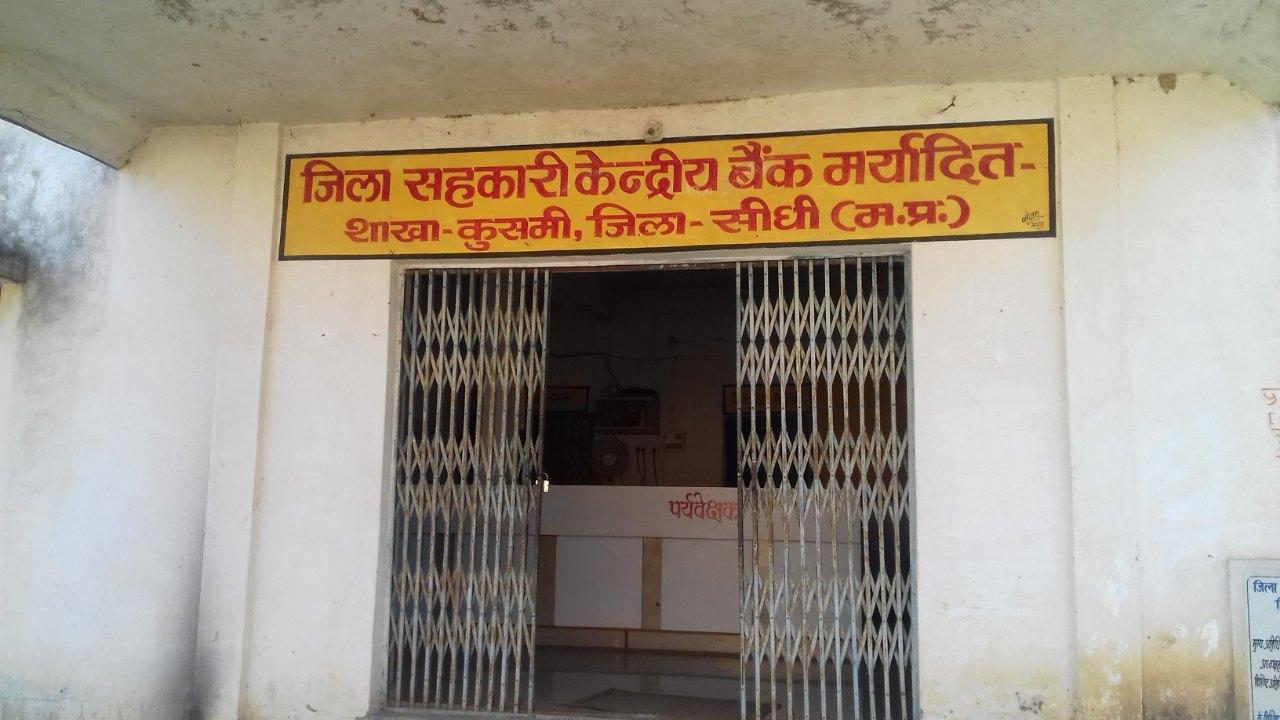 जिला सहकारी केन्द्रीय बैंक मर्यादित-
शाखा-कुसमी, जिला-सीधी (म.प्र.)
पर्यवेक्षक
जिला